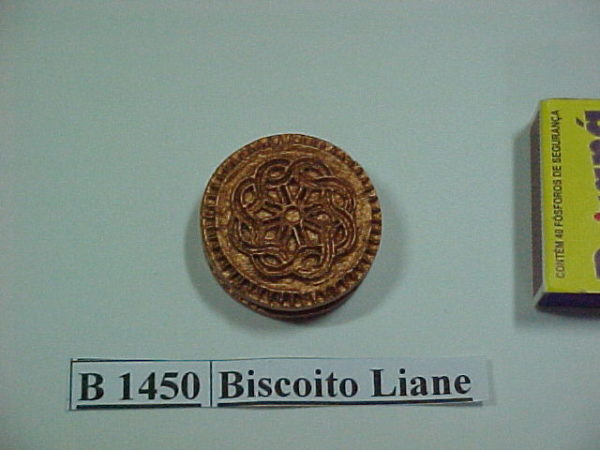 CONTÉM 40 FÓSFOROS DE SEGURANÇA
B 1450 Biscoito Liane